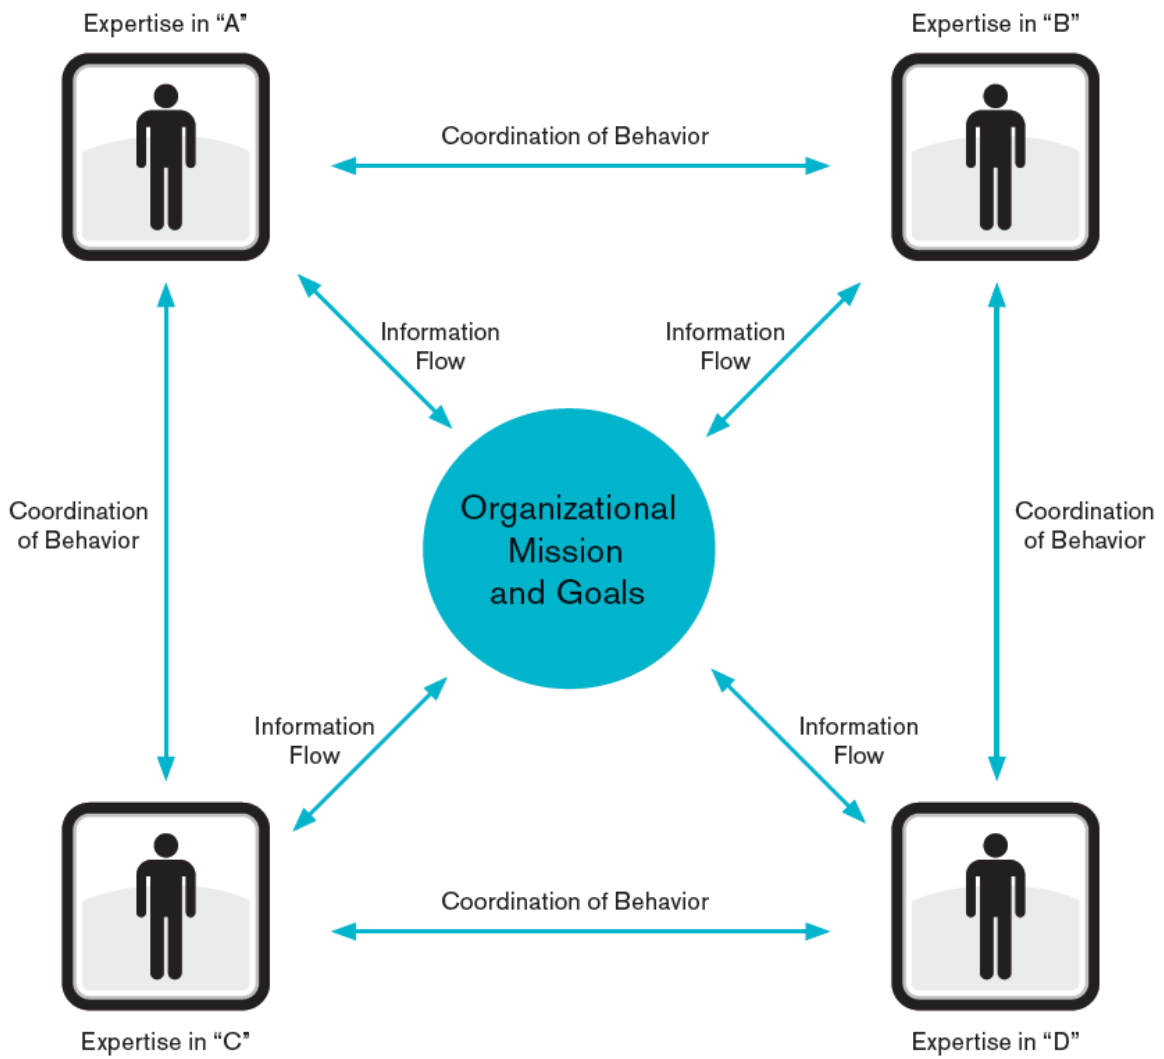 Expertise in “A”
Expertise in “B”
Coordination of Behavior
Information
Flow
Information
Flow
Coordination
of Behavior
Organizational
Mission
and Goals
Coordination
of Behavior
Information
Flow
Information
Flow
Coordination of Behavior
Expertise in “C”
Expertise in “D”